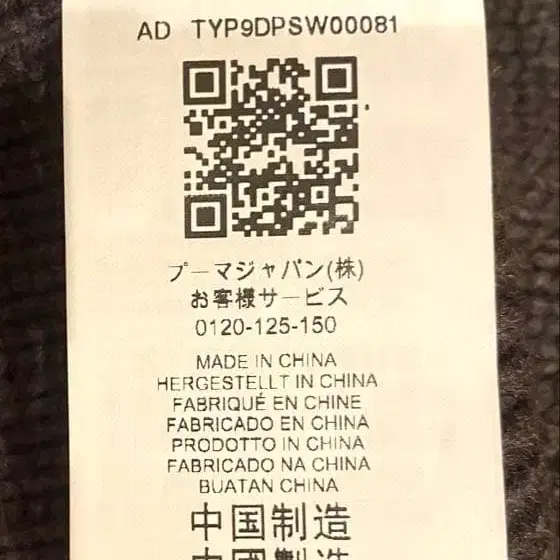 AD TYP9DPSW00081
プーマジャパン(株)
お客様サービス
0120-125-150
MADE IN CHINA
HERGESTELLT IN CHINA
FABRIQUÉ EN CHINE
FABRICADO EN CHINA
PRODOTTO IN CHINA
FABRICADO NA CHINA
BUATAN CHINA
中国制造